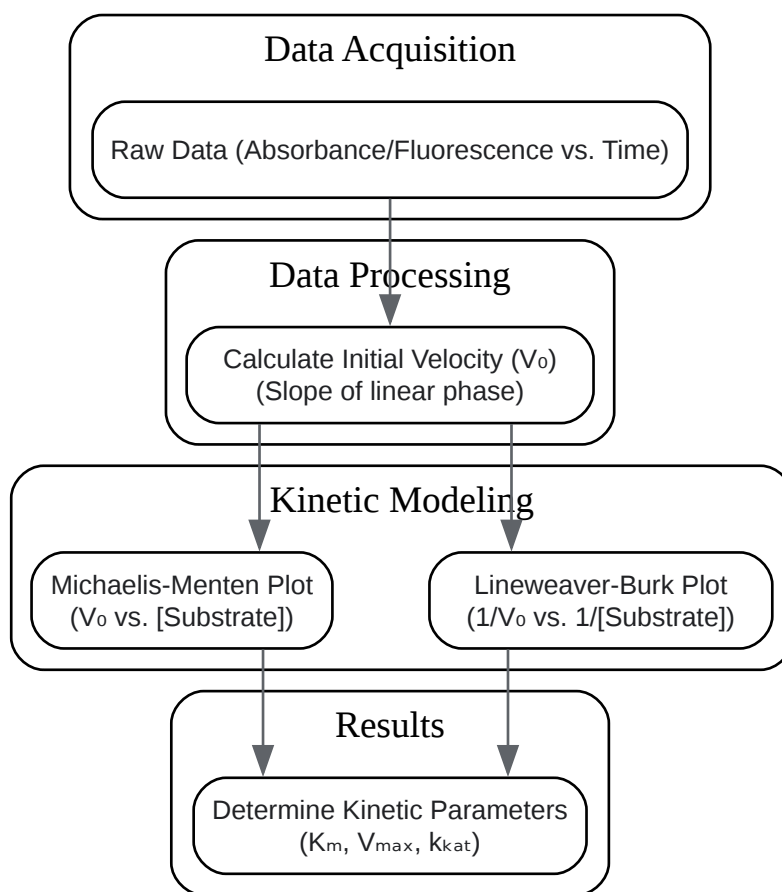 Data Acquisition
Raw Data (Absorbance/Fluorescence vs. Time)
Data Processing
Calculate Initial Velocity (V₀)
(Slope of linear phase)
Kinetic Modeling
Michaelis-Menten Plot
(V₀ vs. [Substrate])
Lineweaver-Burk Plot
(1/V₀ vs. 1/[Substrate])
Results
Determine Kinetic Parameters
(Kₘ, Vₘₐₓ, kₖₐₜ)